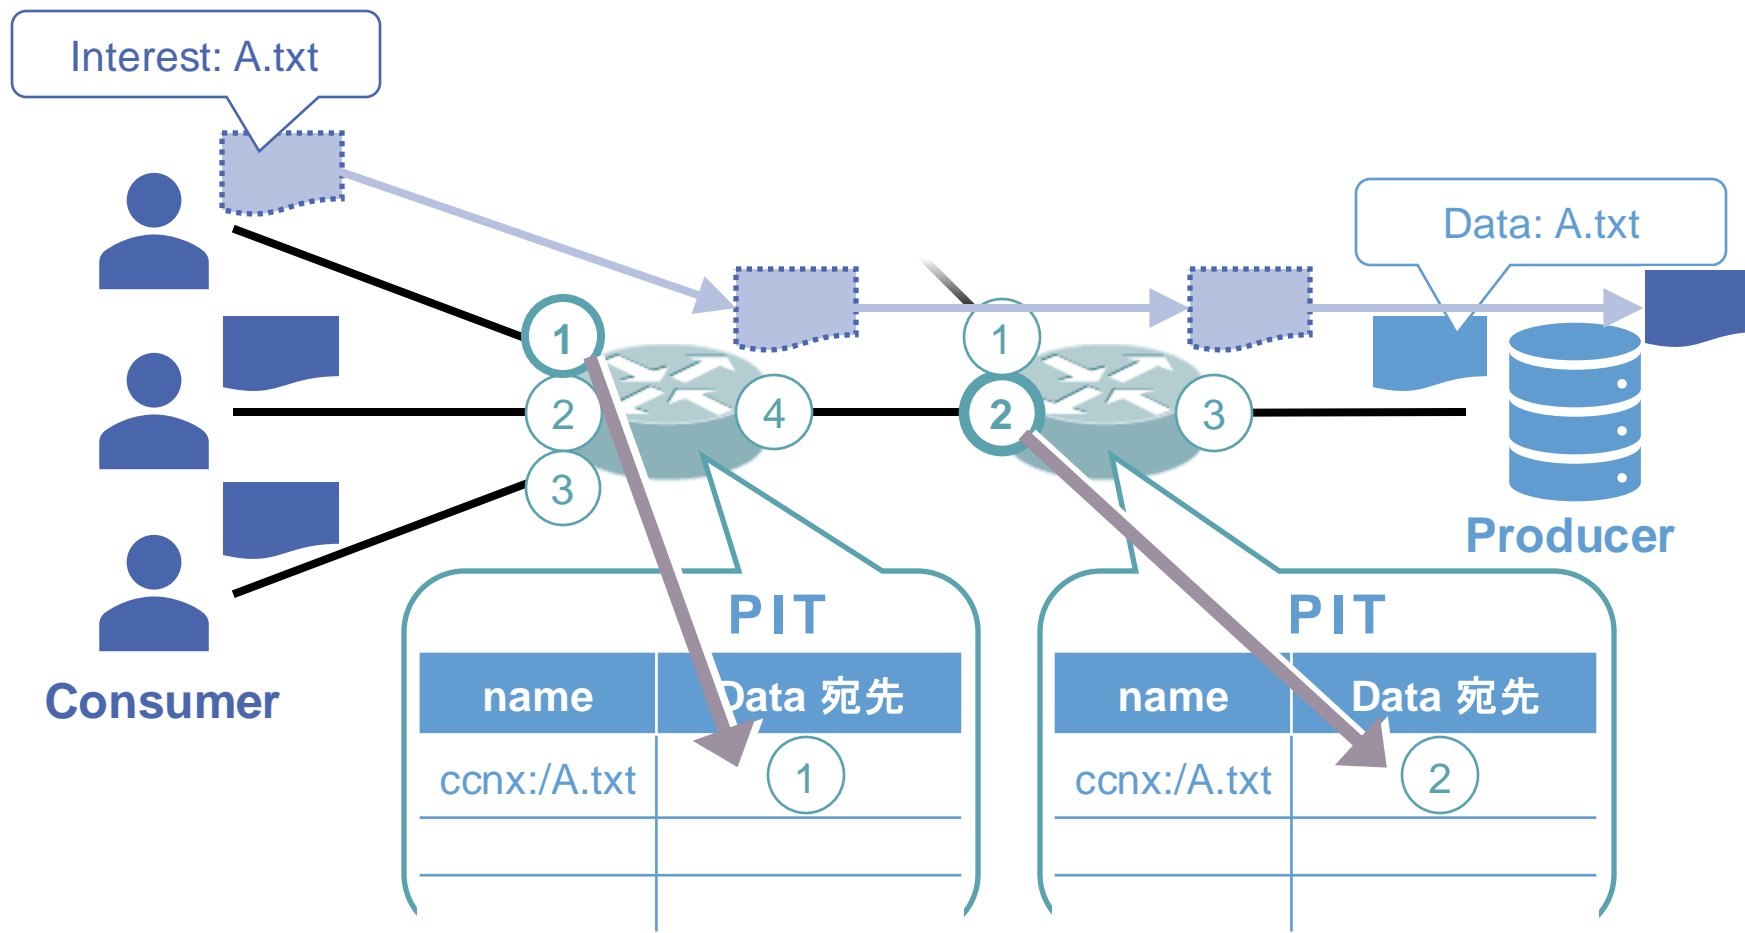 Interest: A.txt
Data: A.txt
1
2
3
4
1
2
3
Producer
Consumer
PIT
name Data 宛先
ccnx:/A.txt 1
PIT
name Data 宛先
ccnx:/A.txt 2